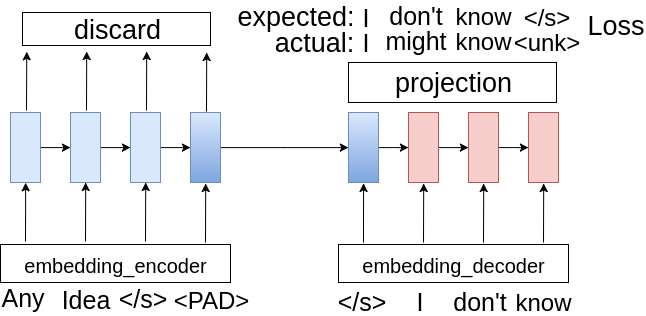 discard
expected: I don't know </s>
actual: I might know <unk>
Loss
projection
embedding_encoder
embedding_decoder
Any Idea </s> <PAD>
</s> I don't know